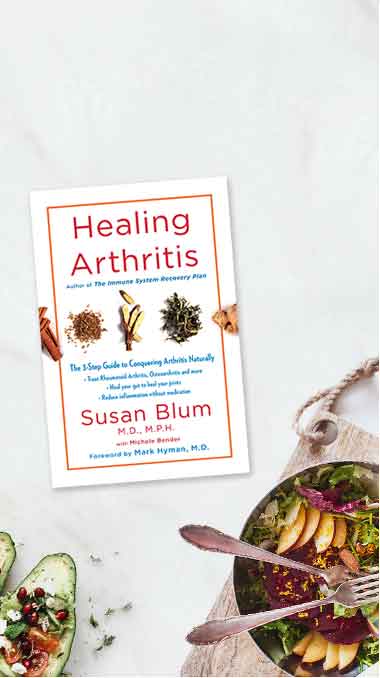 Healing
Arthritis
Author of The Immune System Recovery Plan
The 3-Step Guide to Conquering Arthritis Naturally
• Treat Rheumatoid Arthritis, Osteoarthritis and more
• Heal your gut to heal your joints
• Reduce inflammation without medication
Susan Blum
M.D., M.P.H.
with Michele Bender
Foreword by Mark Hyman, M.D.